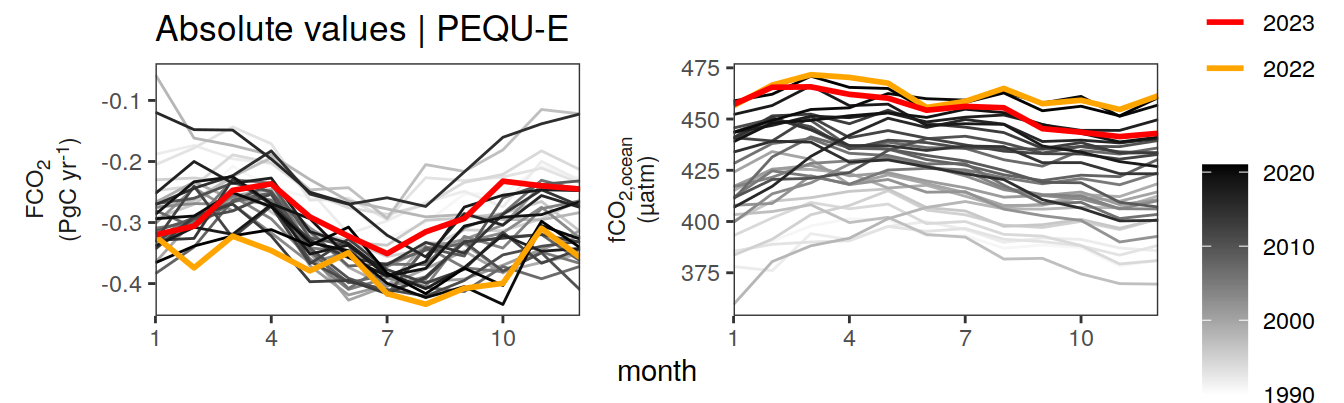 Absolute values | PEQU-E
FCO2
(PgC yr-1)
-0.1
-0.2
-0.3
-0.4
1 4 7 10
fCO2,ocean
(µatm)
475
450
425
400
375
1 4 7 10
month
2023
2022
2020
2010
2000
1990